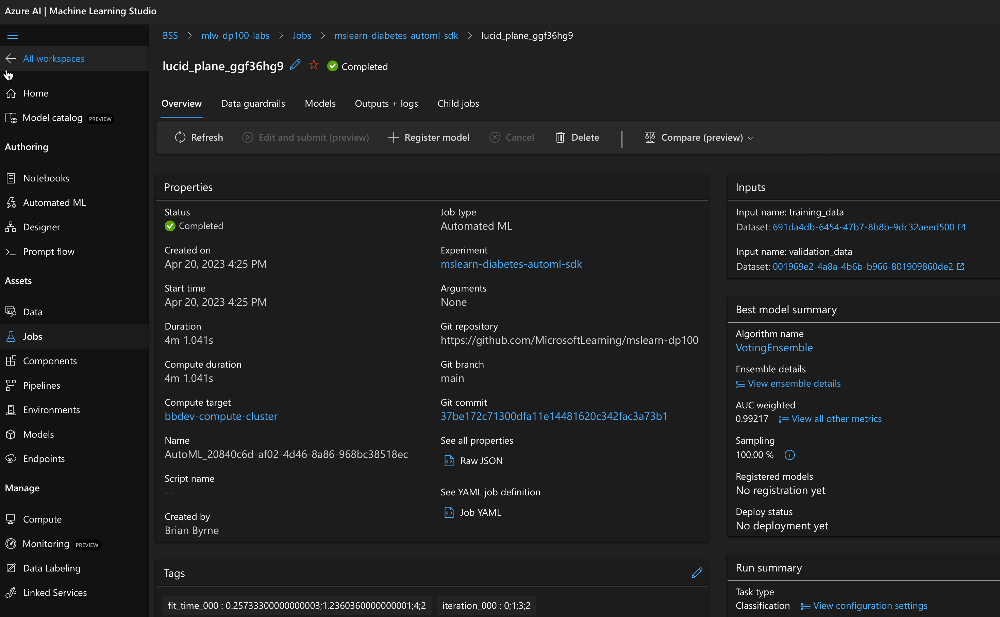 Azure AI | Machine Learning Studio
BSS > mlw-dp100-labs > Jobs > mslearn-diabetes-automl-sdk > lucid_plane_ggf36hg9
All workspaces
Home
Model catalog PREVIEW
Authoring
Notebooks
Automated ML
Designer
Prompt flow
Assets
Data
Jobs
Components
Pipelines
Environments
Models
Endpoints
Manage
Compute
Monitoring PREVIEW
Data Labeling
Linked Services
lucid_plane_ggf36hg9 Completed
Overview Data guardrails Models Outputs + logs Child jobs
Refresh Edit and submit (preview) Register model Cancel Delete Compare (preview)
Properties
Status
Completed
Created on
Apr 20, 2023 4:25 PM
Start time
Apr 20, 2023 4:25 PM
Duration
4m 1.041s
Compute duration
4m 1.041s
Compute target
bbdev-compute-cluster
Name
AutoML_20840c6d-af02-4d46-8a86-968bc38518ec
Script name
--
Created by
Brian Byrne
Job type
Automated ML
Experiment
mslearn-diabetes-automl-sdk
Arguments
None
Git repository
https://github.com/MicrosoftLearning/mslearn-dp100
Git branch
main
Git commit
37be172c71300dfa11e14481620c342fac3a73b1
See all properties
Raw JSON
See YAML job definition
Job YAML
Tags
fit_time_000 : 0.25733300000000003;1.2360360000000001;4;2 iteration_000 : 0;1;3;2
Inputs
Input name: training_data
Dataset: 691da4db-6454-47b7-8b8b-9dc32aeed500
Input name: validation_data
Dataset: 001969e2-4a8a-4b6b-b966-801909860de2
Best model summary
Algorithm name
VotingEnsemble
Ensemble details
View ensemble details
AUC weighted
0.99217 View all other metrics
Sampling
100.00 %
Registered models
No registration yet
Deploy status
No deployment yet
Run summary
Task type
Classification View configuration settings